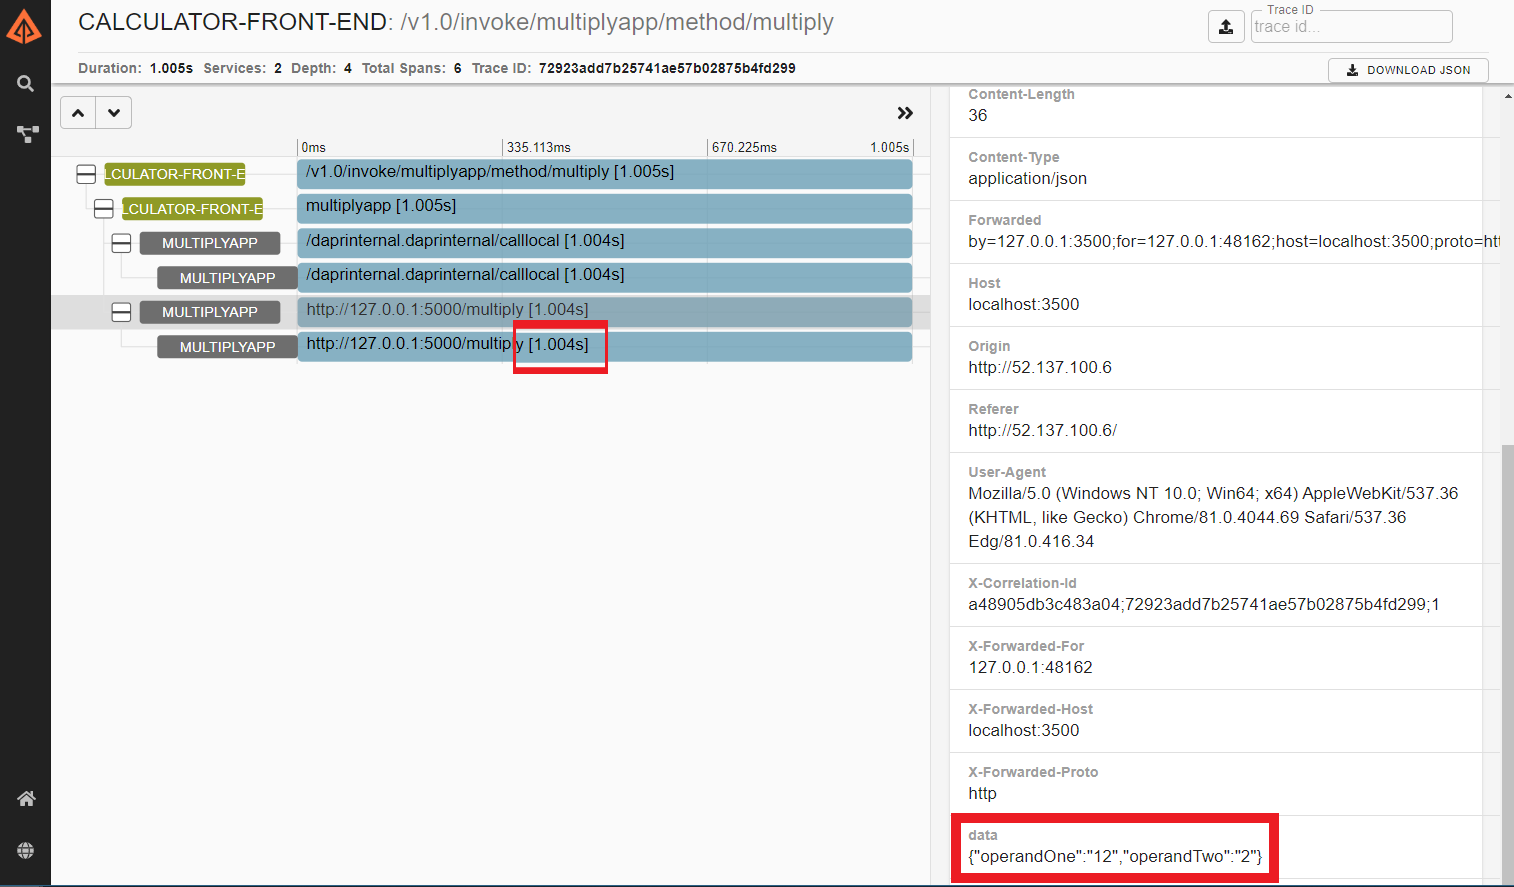 CALCULATOR-FRONT-END: /v1.0/invoke/multiplyapp/method/multiply
Trace ID
trace id...
Duration: 1.005s Services: 2 Depth: 4 Total Spans: 6 Trace ID: 72923add7b25741ae57b02875b4fd299
DOWNLOAD JSON
0ms 335.113ms 670.225ms 1.005s
LCULATOR-FRONT-E /v1.0/invoke/multiplyapp/method/multiply [1.005s]
LCULATOR-FRONT-E multiplyapp [1.005s]
MULTIPLYAPP /daprinternal.daprinternal/calllocal [1.004s]
MULTIPLYAPP /daprinternal.daprinternal/calllocal [1.004s]
MULTIPLYAPP http://127.0.0.1:5000/multiply [1.004s]
MULTIPLYAPP http://127.0.0.1:5000/multiply [1.004s]
Content-Length
36
Content-Type
application/json
Forwarded
by=127.0.0.1:3500;for=127.0.0.1:48162;host=localhost:3500;proto=htt
Host
localhost:3500
Origin
http://52.137.100.6
Referer
http://52.137.100.6/
User-Agent
Mozilla/5.0 (Windows NT 10.0; Win64; x64) AppleWebKit/537.36
(KHTML, like Gecko) Chrome/81.0.4044.69 Safari/537.36
Edg/81.0.416.34
X-Correlation-Id
a48905db3c483a04;72923add7b25741ae57b02875b4fd299;1
X-Forwarded-For
127.0.0.1:48162
X-Forwarded-Host
localhost:3500
X-Forwarded-Proto
http
data
{"operandOne":"12","operandTwo":"2"}